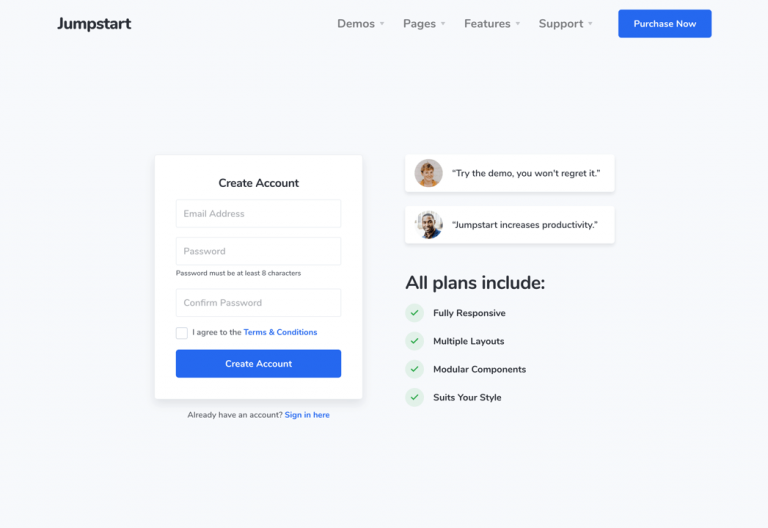 Jumpstart
Demos
Pages
Features
Support
Purchase Now
Create Account
Email Address
Password
Password must be at least 8 characters
Confirm Password
I agree to the Terms & Conditions
Create Account
Already have an account? Sign in here
“Try the demo, you won't regret it.”
“Jumpstart increases productivity.”
All plans include:
Fully Responsive
Multiple Layouts
Modular Components
Suits Your Style